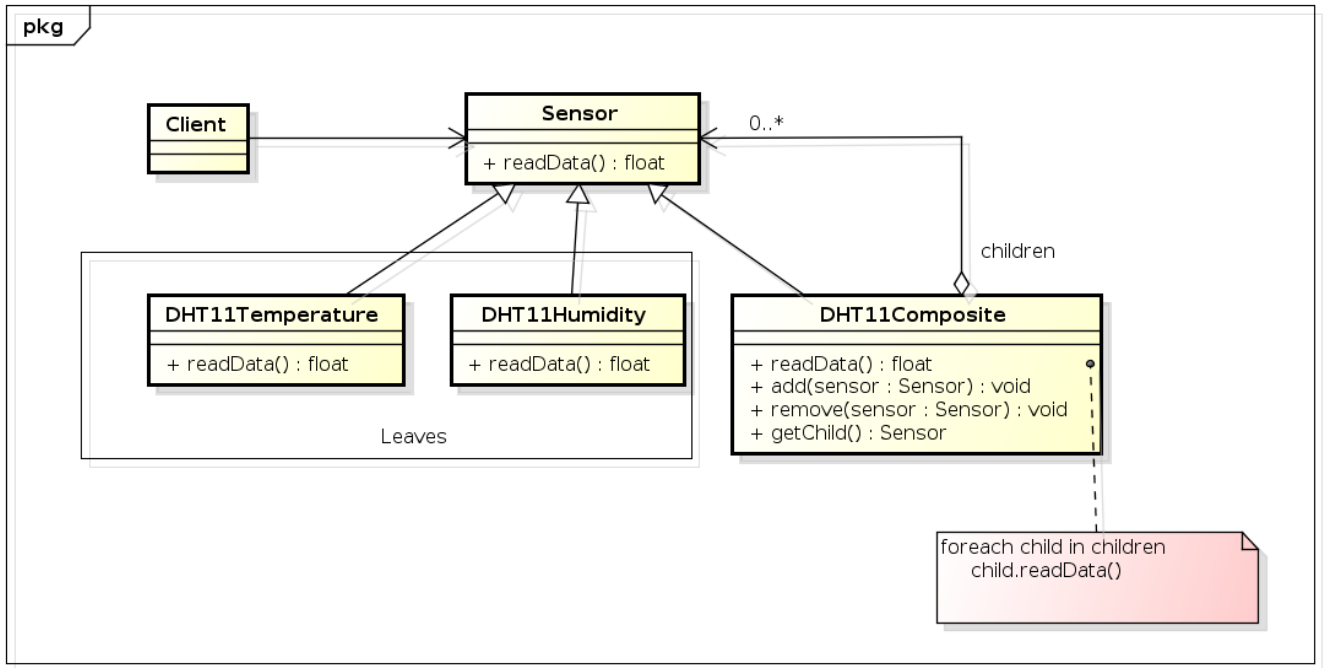 pkg
Client
Sensor
+ readData() : float
0..*
children
DHT11Temperature
+ readData() : float
DHT11Humidity
+ readData() : float
Leaves
DHT11Composite
+ readData() : float
+ add(sensor : Sensor) : void
+ remove(sensor : Sensor) : void
+ getChild() : Sensor
foreach child in children
child.readData()